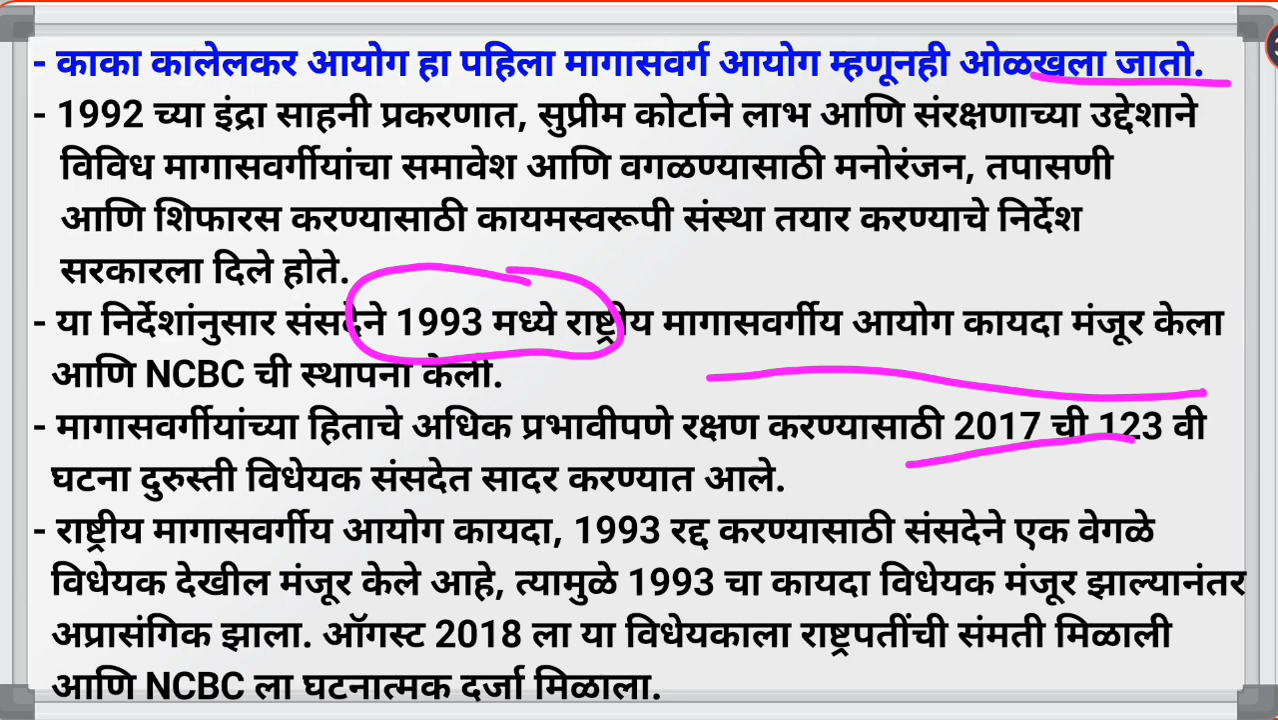 - काका कालेलकर आयोग हा पहिला मागासवर्ग आयोग म्हणूनही ओळखला जातो.
- 1992 च्या इंद्रा साहनी प्रकरणात, सुप्रीम कोर्टाने लाभ आणि संरक्षणाच्या उद्देशाने
विविध मागासवर्गीयांचा समावेश आणि वगळण्यासाठी मनोरंजन, तपासणी
आणि शिफारस करण्यासाठी कायमस्वरूपी संस्था तयार करण्याचे निर्देश
सरकारला दिले होते.
- या निर्देशांनुसार संसदेने 1993 मध्ये राष्ट्रीय मागासवर्गीय आयोग कायदा मंजूर केला
आणि NCBC ची स्थापना केली.
- मागासवर्गीयांच्या हिताचे अधिक प्रभावीपणे रक्षण करण्यासाठी 2017 ची 123 वी
घटना दुरुस्ती विधेयक संसदेत सादर करण्यात आले.
- राष्ट्रीय मागासवर्गीय आयोग कायदा, 1993 रद्द करण्यासाठी संसदेने एक वेगळे
विधेयक देखील मंजूर केले आहे, त्यामुळे 1993 चा कायदा विधेयक मंजूर झाल्यानंतर
अप्रासंगिक झाला. ऑगस्ट 2018 ला या विधेयकाला राष्ट्रपतींची संमती मिळाली
आणि NCBC ला घटनात्मक दर्जा मिळाला.